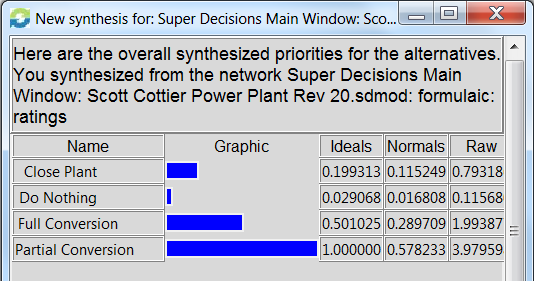 New synthesis for: Super Decisions Main Window: Sco...
Here are the overall synthesized priorities for the alternatives.
You synthesized from the network Super Decisions Main
Window: Scott Cottier Power Plant Rev 20.sdmod: formulaic:
ratings
Name Graphic Ideals Normals Raw
Close Plant 0.199313 0.115249 0.79318
Do Nothing 0.029068 0.016808 0.11568
Full Conversion 0.501025 0.289709 1.99387
Partial Conversion 1.000000 0.578233 3.97959